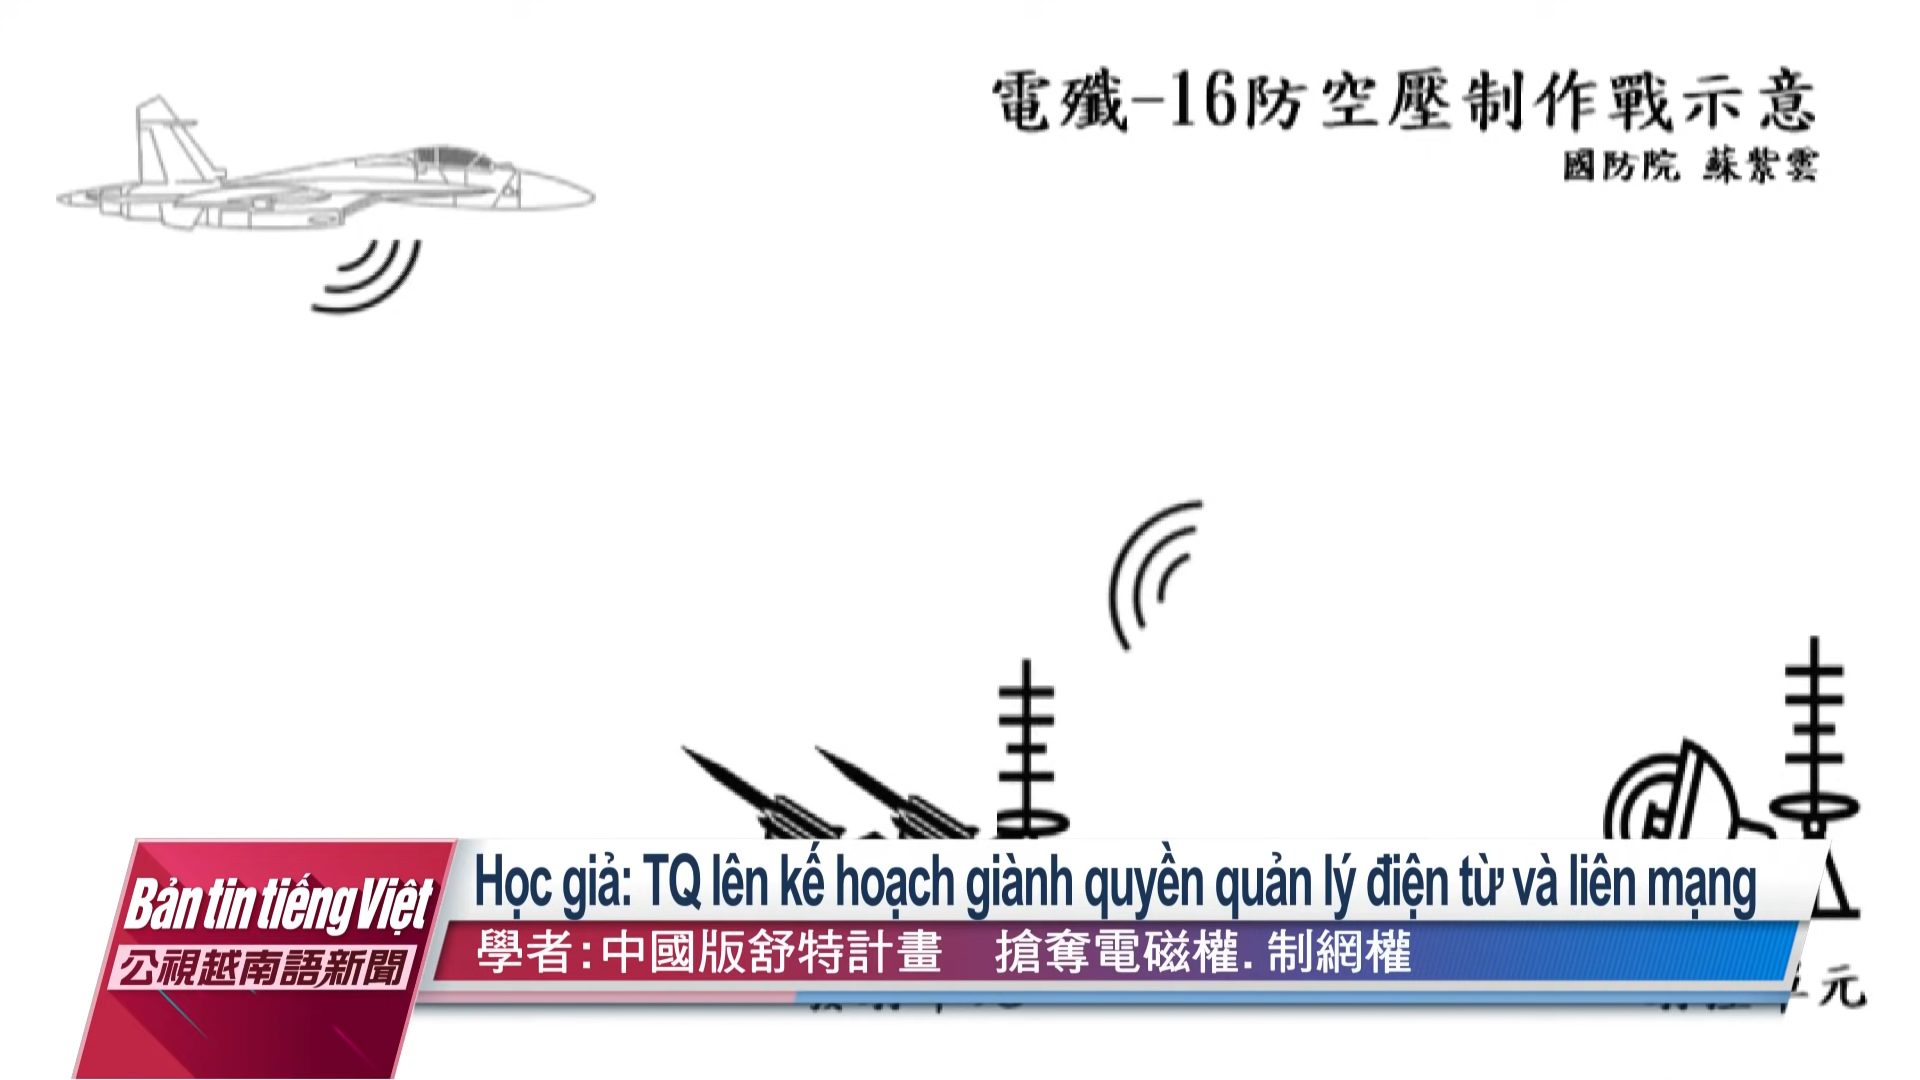 電殲-16防空壓制作戰示意
國防院 蘇紫雲
Học giả: TQ lên kế hoạch giành quyền quản lý điện từ và liên mạng
學者:中國版舒特計畫 搶奪電磁權.制網權
Bản tin tiếng Việt
公視越南語新聞
元